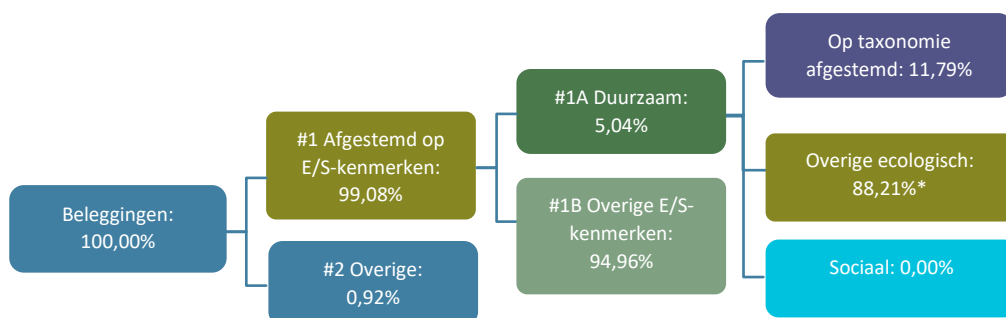 Beleggingen:
100,00%
#1 Afgestemd op
E/S-kenmerken:
99,08%
#2 Overige:
0,92%
#1A Duurzaam:
5,04%
#1B Overige E/S-
kenmerken:
94,96%
Op taxonomie
afgestemd: 11,79%
Overige ecologisch:
88,21%*
Sociaal: 0,00%